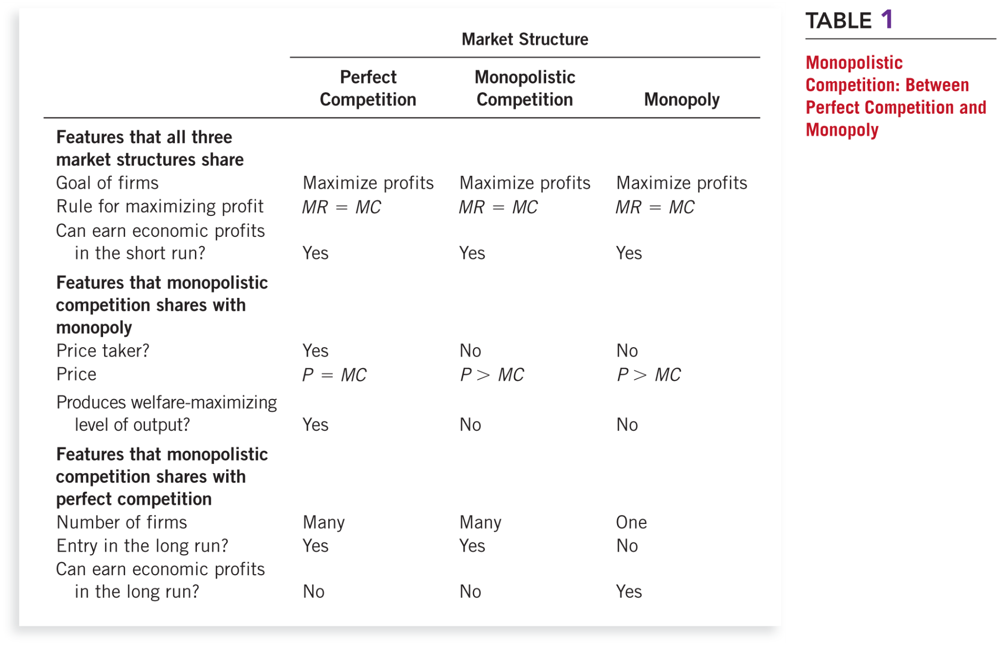 TABLE 1
Monopolistic
Competition: Between
Perfect Competition and
Monopoly
Market Structure
Perfect Competition Monopolistic Competition Monopoly
Features that all three
market structures share
Goal of firms Maximize profits Maximize profits Maximize profits
Rule for maximizing profit MR = MC MR = MC MR = MC
Can earn economic profits
in the short run? Yes Yes Yes
Features that monopolistic
competition shares with
monopoly
Price taker? Yes No No
Price P = MC P > MC P > MC
Produces welfare-maximizing
level of output? Yes No No
Features that monopolistic
competition shares with
perfect competition
Number of firms Many Many One
Entry in the long run? Yes Yes No
Can earn economic profits
in the long run? No No Yes